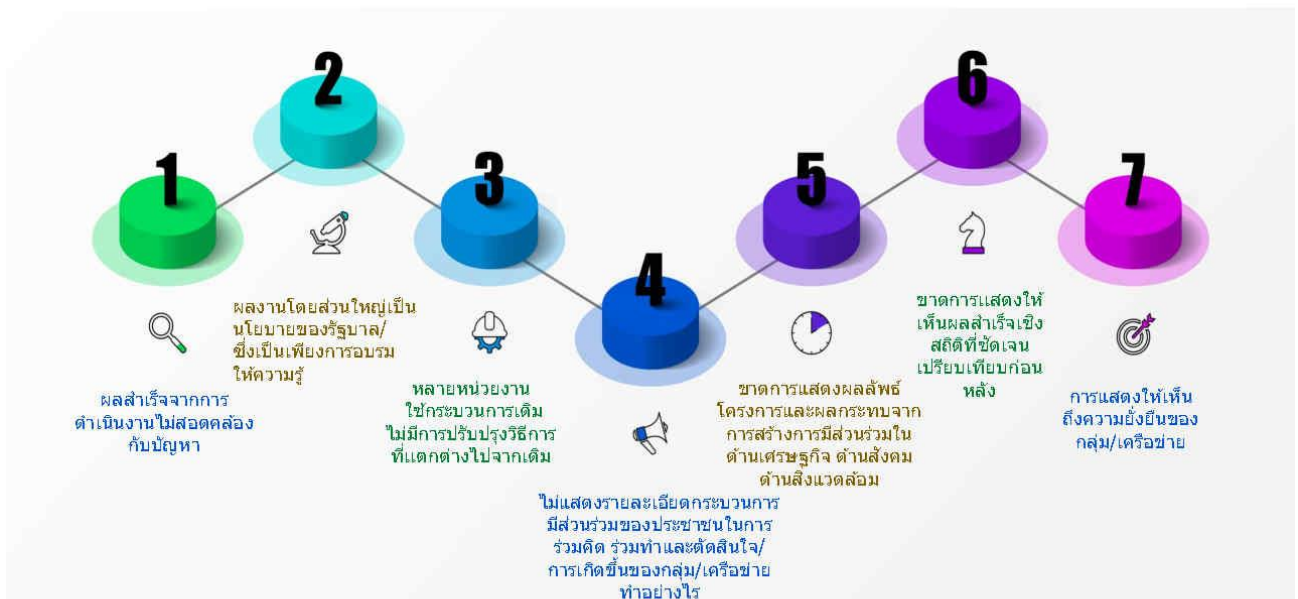 1
ผลสำเร็จจากการ
ดำเนินงานไม่สอดคล้อง
กับปัญหา
2
ผลงานโดยส่วนใหญ่เป็น
นโยบายของรัฐบาล/
ซึ่งเป็นเพียงการอบรม
ให้ความรู้
3
หลายหน่วยงาน
ใช้กระบวนการเดิม
ไม่มีการปรับปรุงวิธีการ
ที่แตกต่างไปจากเดิม
4
ไม่แสดงรายละเอียดกระบวนการ
มีส่วนร่วมของประชาชนในการ
ร่วมคิด ร่วมทำและตัดสินใจ/
การเกิดขึ้นของกลุ่ม/เครือข่าย
ทำอย่างไร
5
ขาดการแสดงผลลัพธ์
โครงการและผลกระทบจาก
การสร้างการมีส่วนร่วมใน
ด้านเศรษฐกิจ ด้านสังคม
ด้านสิ่งแวดล้อม
6
ขาดการแสดงให้
เห็นผลสำเร็จเชิง
สถิติที่ชัดเจน
เปรียบเทียบก่อน
หลัง
7
การแสดงให้เห็น
ถึงความยั่งยืนของ
กลุ่ม/เครือข่าย